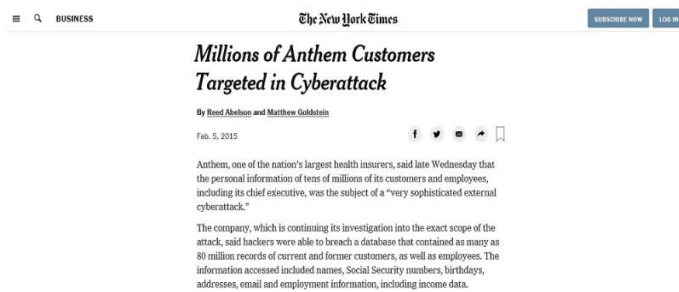 BUSINESS The New York Times SUBSCRIBE NOW LOG IN
Millions of Anthem Customers
Targeted in Cyberattack
By Reed Abelson and Matthew Goldstein
Feb. 5, 2015
Anthem, one of the nation's largest health insurers, said late Wednesday that
the personal information of tens of millions of its customers and employees,
including its chief executive, was the subject of a “very sophisticated external
cyberattack.”
The company, which is continuing its investigation into the exact scope of the
attack, said hackers were able to breach a database that contained as many as
80 million records of current and former customers, as well as employees. The
information accessed included names, Social Security numbers, birthdays,
addresses, email and employment information, including income data.